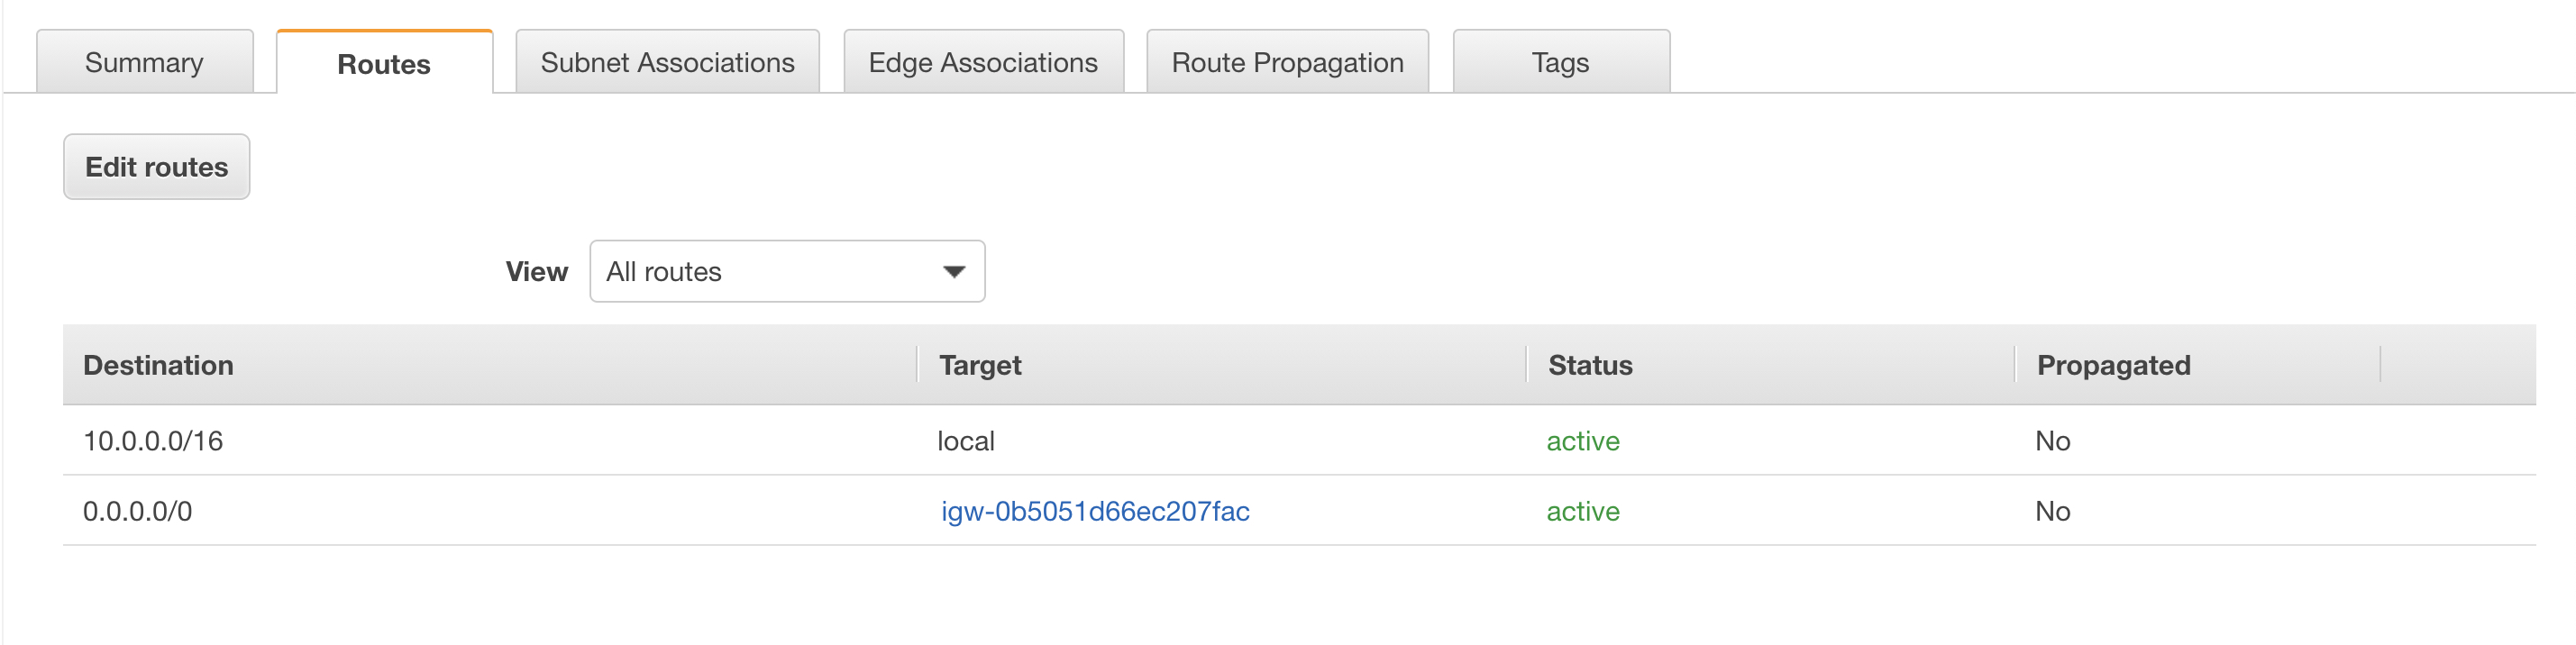 Summary Routes Subnet Associations Edge Associations Route Propagation Tags
Edit routes
View All routes
Destination Target Status Propagated
10.0.0.0/16 local active No
0.0.0.0/0 igw-0b5051d66ec207fac active No